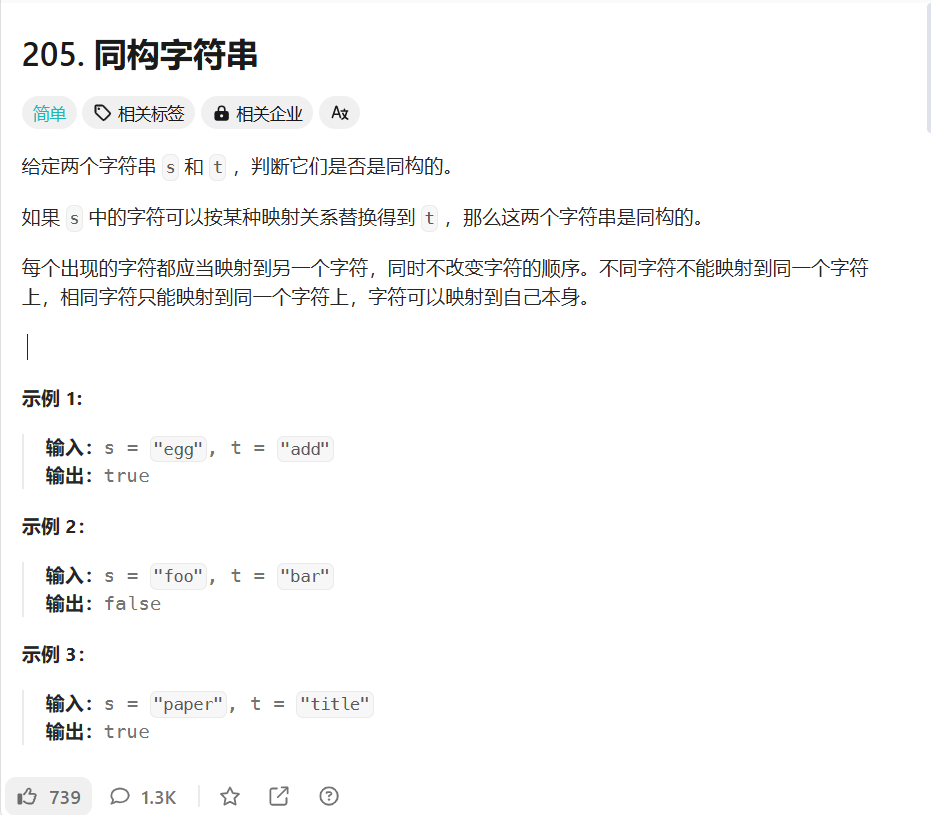 205. 同构字符串
简单 相关标签 相关企业 Az
给定两个字符串 s 和 t ，判断它们是否是同构的。
如果 s 中的字符可以按某种映射关系替换得到 t ，那么这两个字符串是同构的。
每个出现的字符都应当映射到另一个字符，同时不改变字符的顺序。不同字符不能映射到同一个字符
上，相同字符只能映射到同一个字符上，字符可以映射到自己本身。
示例 1:
输入：s = "egg", t = "add"
输出：true
示例 2：
输入：s = "foo", t = "bar"
输出：false
示例 3：
输入：s = "paper", t = "title"
输出：true
739 1.3K